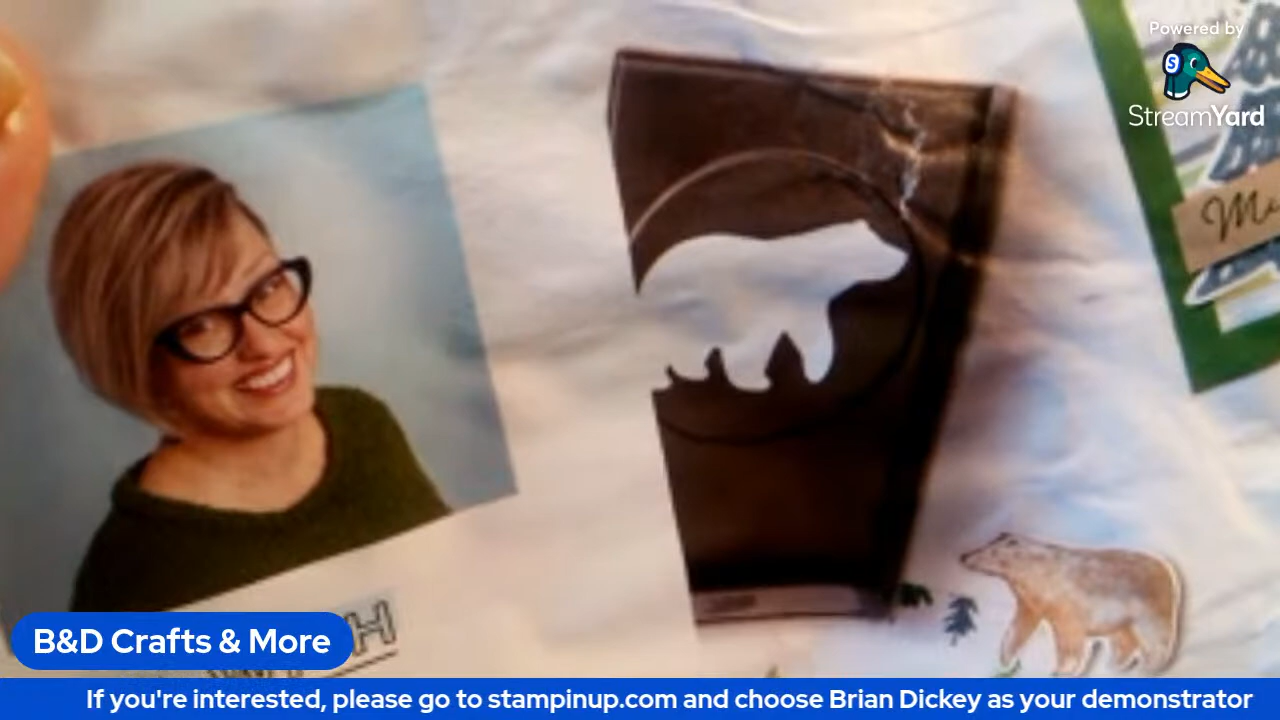 Powered by
StreamYard
B&D Crafts & More
If you're interested, please go to stampinup.com and choose Brian Dickey as your demonstrator